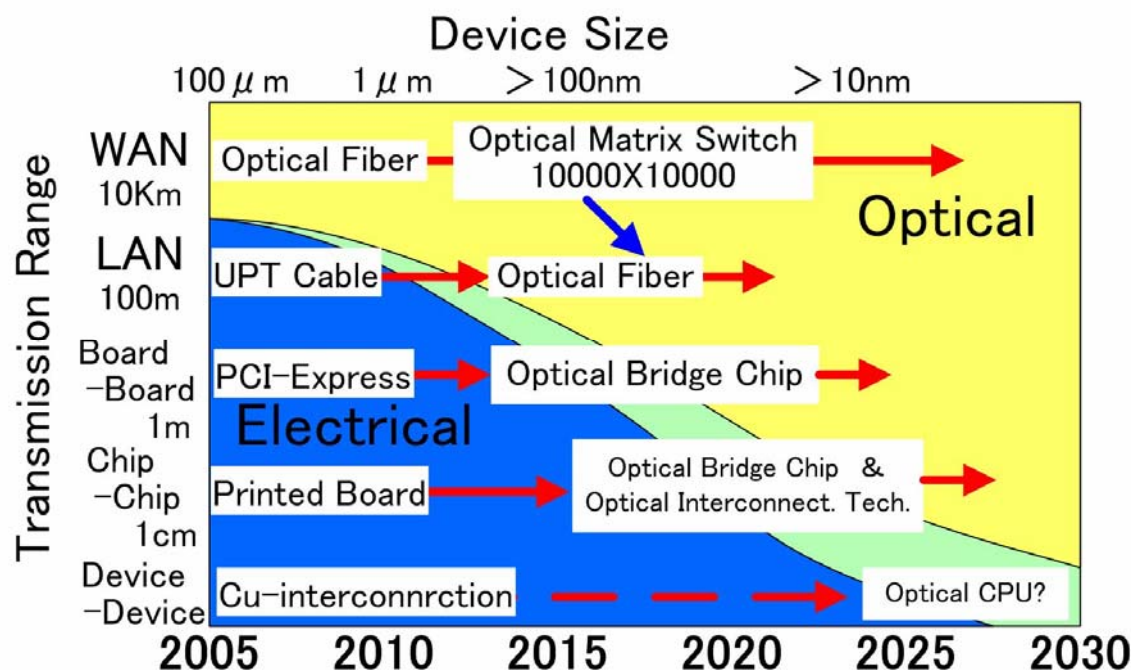 Device Size
100μm 1μm >100nm >10nm
Transmission Range
WAN
10Km
Optical Fiber
Optical Matrix Switch
10000X10000
Optical
LAN
100m
UPT Cable
Optical Fiber
Board
-Board
1m
PCI-Express
Optical Bridge Chip
Electrical
Chip
-Chip
1cm
Printed Board
Optical Bridge Chip &
Optical Interconnect. Tech.
Device
-Device
Cu-interconnrction
Optical CPU?
2005 2010 2015 2020 2025 2030